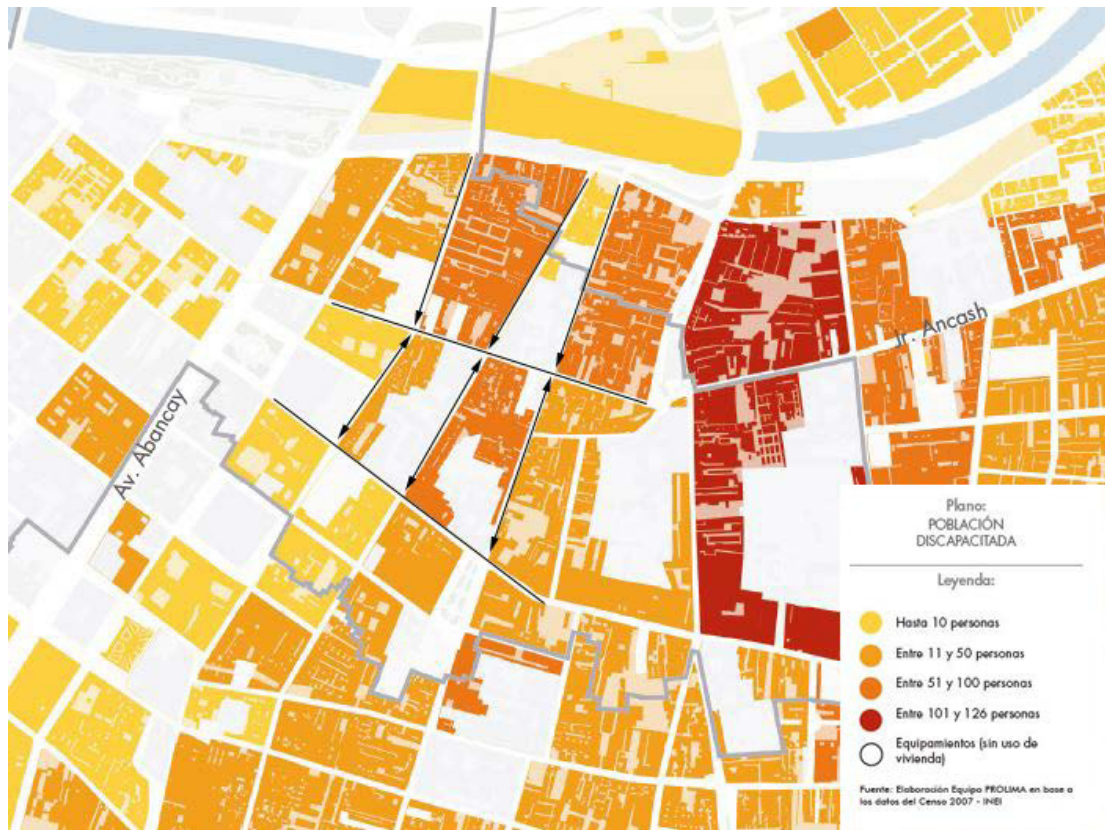 Av. Abancay
Jr. Ancash
Plano:
POBLACIÓN
DISCAPACITADA
Leyenda:
Hasta 10 personas
Entre 11 y 50 personas
Entre 51 y 100 personas
Entre 101 y 126 personas
Equipamientos (sin uso de
vivienda)
Fuente: Elaboración Equipo PROLIMA en base a
los datos del Censo 2007 - INEI